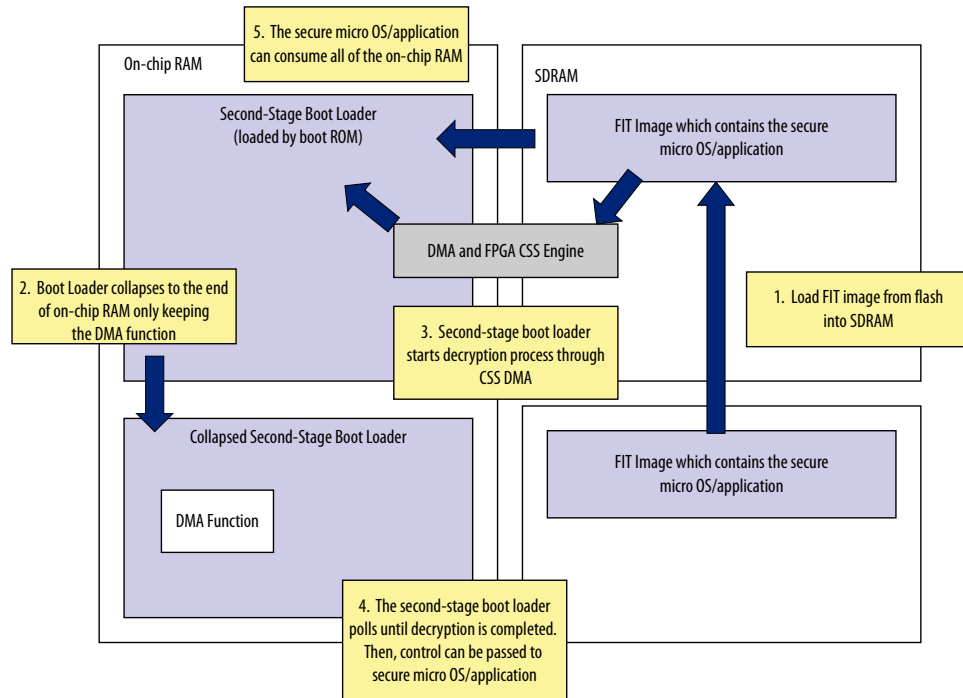 5. The secure micro OS/application
can consume all of the on-chip RAM
On-chip RAM
SDRAM
Second-Stage Boot Loader
(loaded by boot ROM)
FIT Image which contains the secure
micro OS/application
DMA and FPGA CSS Engine
2. Boot Loader collapses to the end
of on-chip RAM only keeping
the DMA function
1. Load FIT image from flash
into SDRAM
3. Second-stage boot loader
starts decryption process through
CSS DMA
Collapsed Second-Stage Boot Loader
FIT Image which contains the secure
micro OS/application
DMA Function
4. The second-stage boot loader
polls until decryption is completed.
Then, control can be passed to
secure micro OS/application